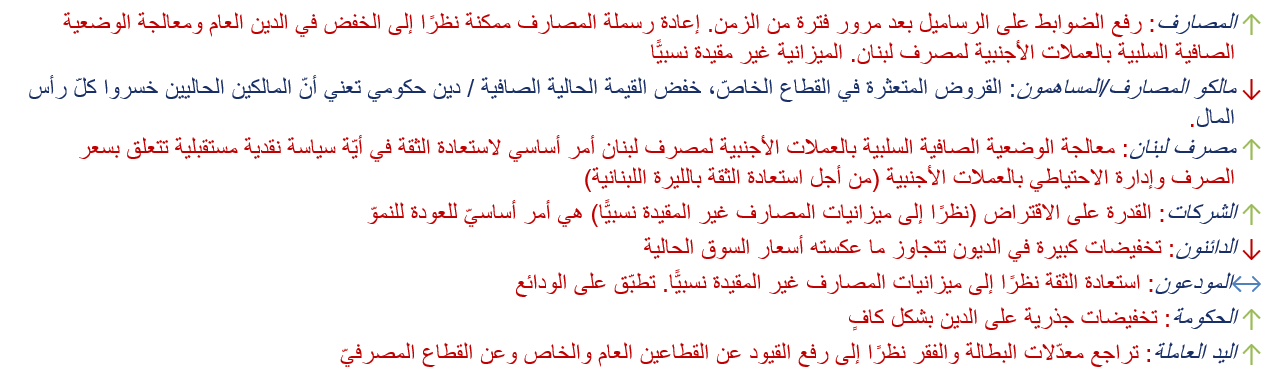 ↑ المصارف: رفع الضوابط على الرساميل بعد مرور فترة من الزمن. إعادة رسملة المصارف ممكنة نظرًا إلى الخفض في الدين العام ومعالجة الوضعية
الصافية السلبية بالعملات الأجنبية لمصرف لبنان. الميزانية غير مقيدة نسبيًّا
↓ مالكو المصارف/المساهمون: القروض المتعثرة في القطاع الخاصّ، خفض القيمة الحالية الصافية / دين حكومي تعني أنّ المالكين الحاليين خسروا كلّ رأس
المال.
↑ مصرف لبنان: معالجة الوضعية الصافية السلبية بالعملات الأجنبية لمصرف لبنان أمر أساسي لاستعادة الثقة في أيّة سياسة نقدية مستقبلية تتعلق بسعر
الصرف وإدارة الاحتياطي بالعملات الأجنبية (من أجل استعادة الثقة بالليرة اللبنانية)
↑ الشركات: القدرة على الاقتراض (نظرًا إلى ميزانيات المصارف غير المقيدة نسبيًّا) هي أمر أساسيّ للعودة للنموّ
↓ الدائنون: تخفيضات كبيرة في الديون تتجاوز ما عكسته أسعار السوق الحالية
↔ المودعون: استعادة الثقة نظرًا إلى ميزانيات المصارف غير المقيدة نسبيًّا. تطبّق على الودائع
↑ الحكومة: تخفيضات جذرية على الدين بشكل كافٍ
↑ اليد العاملة: تراجع معدّلات البطالة والفقر نظرًا إلى رفع القيود عن القطاعين العام والخاص وعن القطاع المصرفيّ